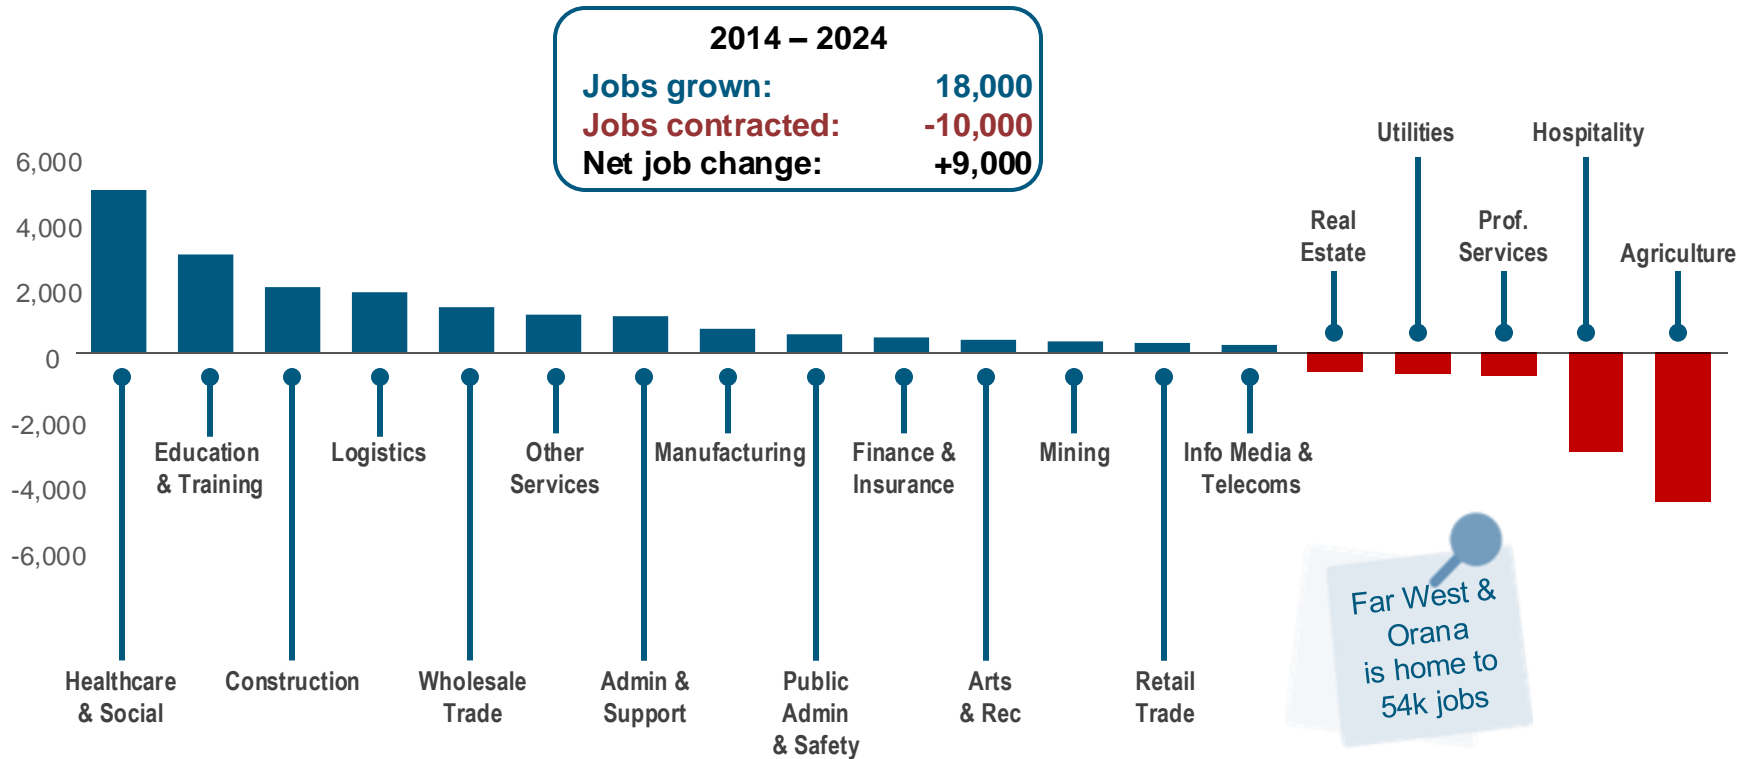 2014 – 2024
Jobs grown: 18,000
Jobs contracted: -10,000
Net job change: +9,000
6,000
4,000
2,000
0
-2,000
-4,000
-6,000
Healthcare
& Social
Education
& Training
Construction
Logistics
Wholesale
Trade
Other
Services
Admin &
Support
Manufacturing
Public
Admin
& Safety
Finance &
Insurance
Arts
& Rec
Mining
Retail
Trade
Info Media &
Telecoms
Real
Estate
Utilities
Prof.
Services
Hospitality
Agriculture
Far West &
Orana
is home to
54k jobs